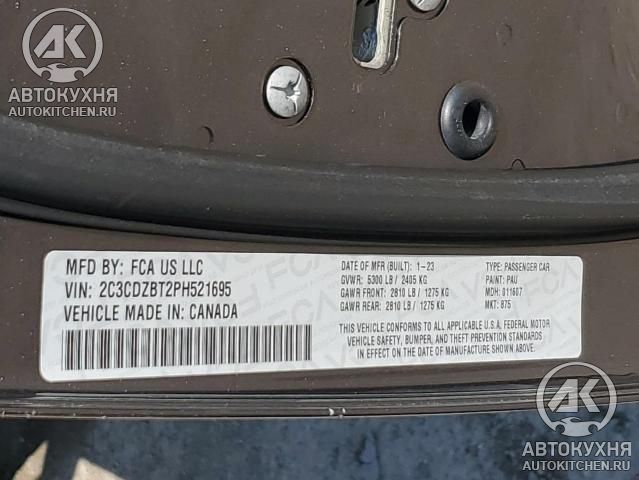 AK
АВТОКУХНЯ
AUTOKITCHEN.RU
MFD BY: FCA US LLC
VIN: 2C3CDZBT2PH521695
VEHICLE MADE IN: CANADA
DATE OF MFR (BUILT): 1-23
GVWR: 5300 LB / 2405 KG
GAWR FRONT: 2810 LB / 1275 KG
GAWR REAR: 2810 LB / 1275 KG
TYPE: PASSENGER CAR
PAINT: PAU
MDH: 011607
MKT: 875
THIS VEHICLE CONFORMS TO ALL APPLICABLE U.S.A. FEDERAL MOTOR
VEHICLE SAFETY, BUMPER, AND THEFT PREVENTION STANDARDS
IN EFFECT ON THE DATE OF MANUFACTURE SHOWN ABOVE.
AK
АВТОКУХНЯ
AUTOKITCHEN.RU